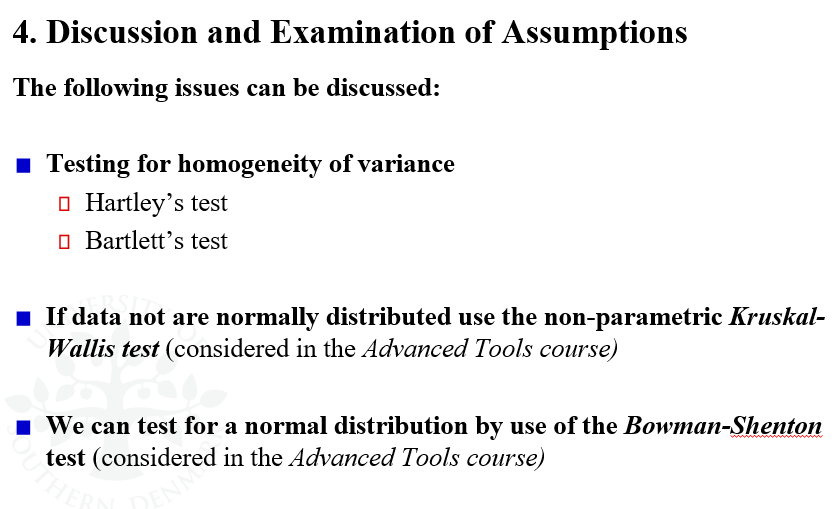 4. Discussion and Examination of Assumptions
The following issues can be discussed:
Testing for homogeneity of variance
Hartley’s test
Bartlett’s test
If data not are normally distributed use the non-parametric Kruskal-
Wallis test (considered in the Advanced Tools course)
We can test for a normal distribution by use of the Bowman-Shenton
test (considered in the Advanced Tools course)